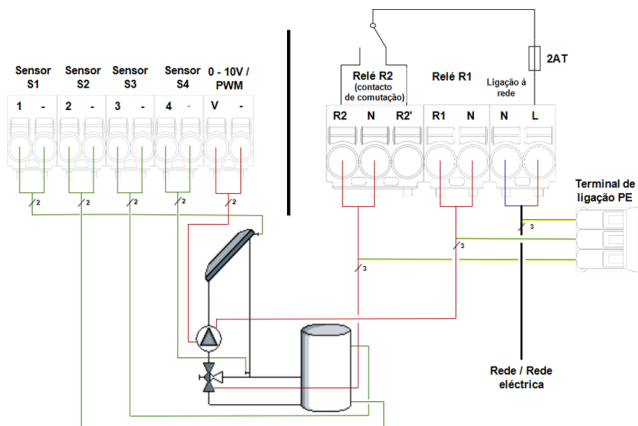 Sensor S1
Sensor S2
Sensor S3
Sensor S4
0 - 10V / PWM
1 -
2 -
3 -
4 -
V -
Relé R2
(contacto
de comutação)
Relé R1
Ligação á
rede
2AT
R2 N R2'
R1 N
N L
Terminal de
ligação PE
2
2
2
2
2
3
3
3
Rede / Rede
eléctrica